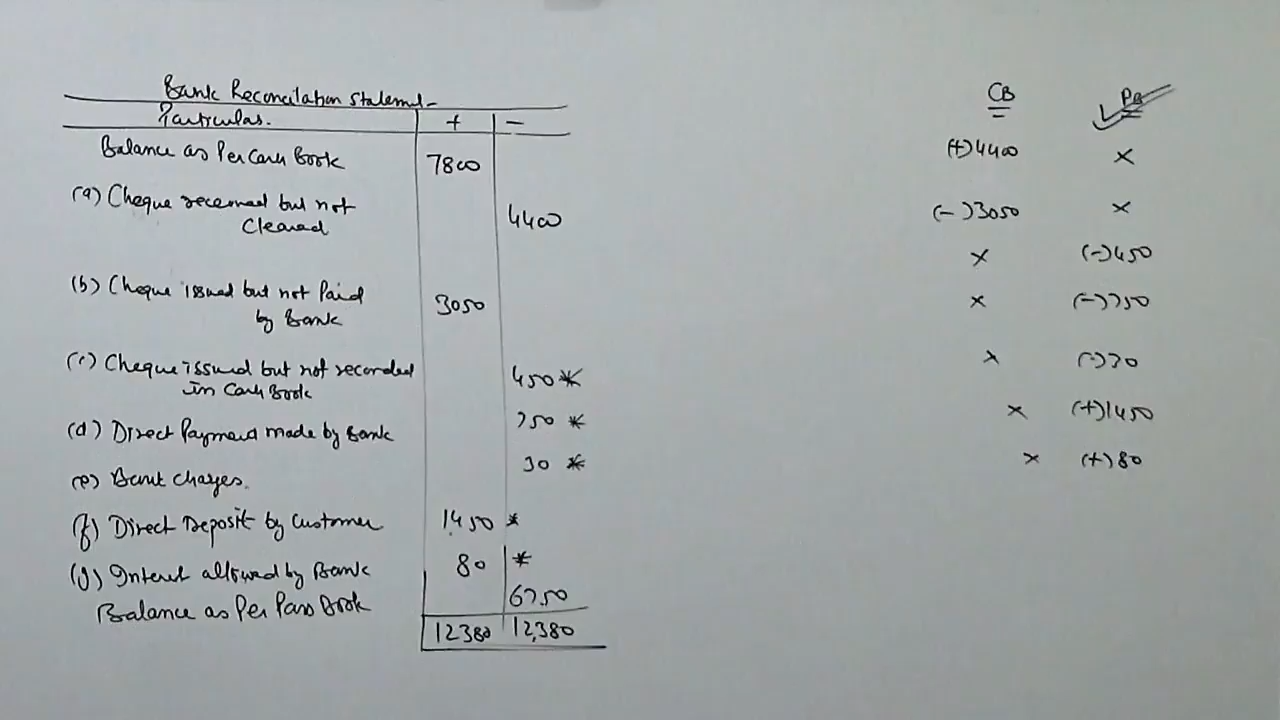 Bank Reconcilation Statement
Particulars. + -
Balance as Per Cash Book 7800
(a) Cheque received but not
Cleared 4400
(b) Cheque issued but not Paid 3050
by Bank
(c) Cheque issued but not recorded
in Cash Book 450 *
(d) Direct Payment made by Bank 750 *
(e) Bank Charges. 30 *
(f) Direct Deposit by Customer 1450 *
(g) Interest allowed by Bank 80 *
Balance as Per Pass Book 6750
12380 12,380
CB PB
(+)4400 ×
(-)3050 ×
× (-)450
× (-)750
× (-)30
× (+)1450
× (+)80